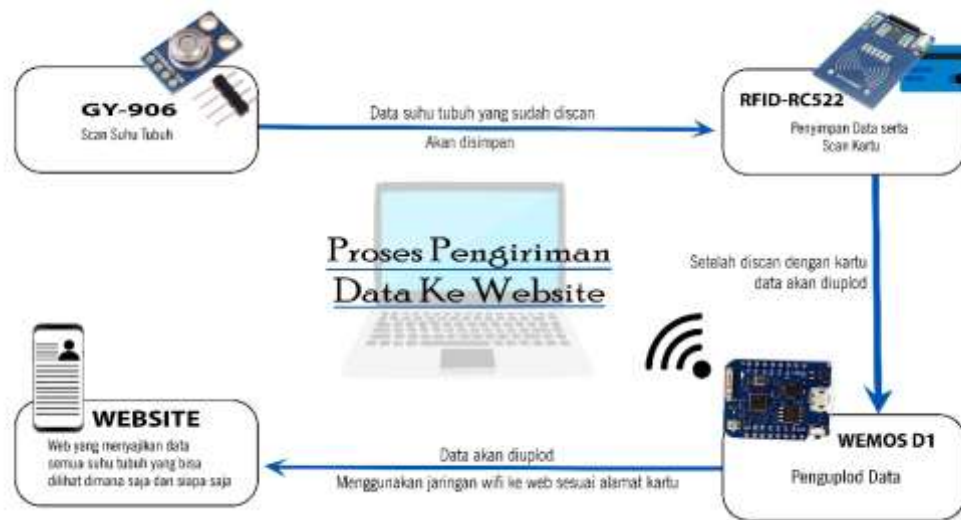 GY-906
Scan Suhu Tubuh
Data suhu tubuh yang sudah discan
Akan disimpan
RFID-RC522
Penyimpan Data serta
Scan Kartu
Proses Pengiriman
Data Ke Website
Setelah discan dengan kartu
data akan diuplod
WEMOS D1
Penguplod Data
Data akan diuplod
Menggunakan jaringan wifi ke web sesuai alamat kartu
WEBSITE
Web yang menyajikan data
semua suhu tubuh yang bisa
dilihat dimana saja dan siapa saja